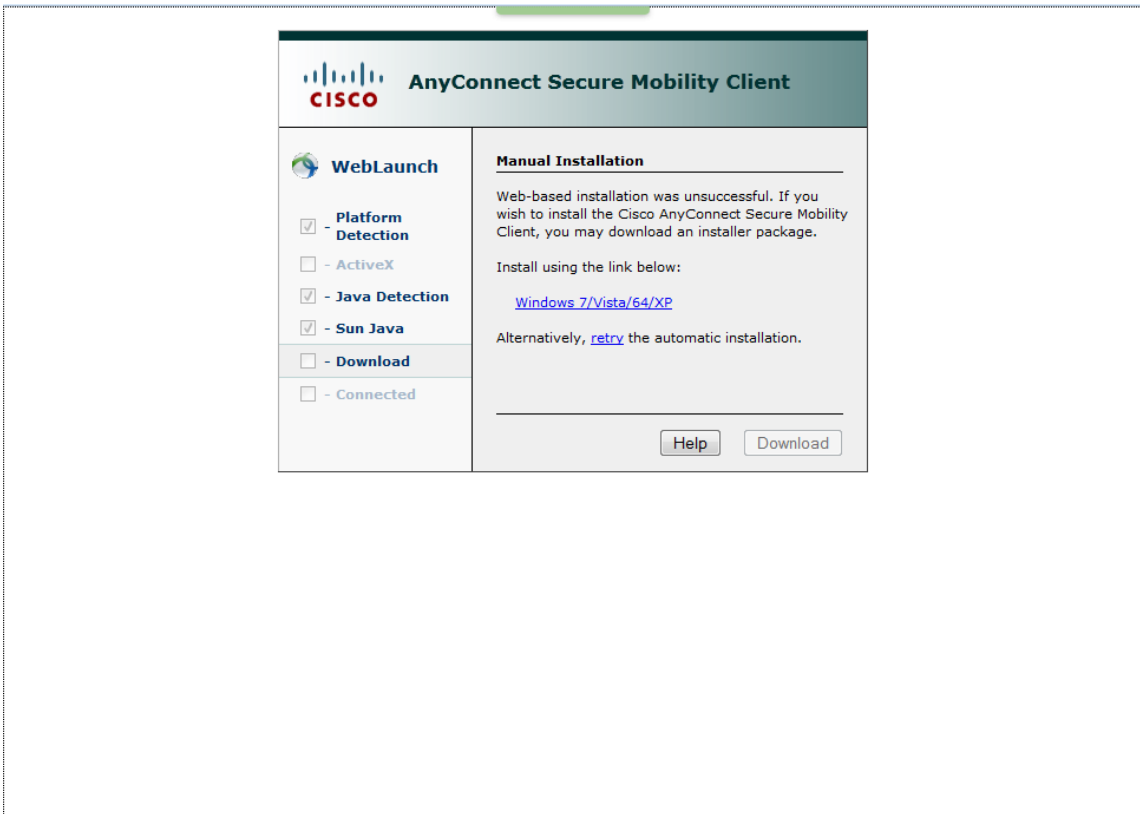 CISCO
AnyConnect Secure Mobility Client
WebLaunch
- Platform
Detection
- ActiveX
- Java Detection
- Sun Java
- Download
- Connected
Manual Installation
Web-based installation was unsuccessful. If you
wish to install the Cisco AnyConnect Secure Mobility
Client, you may download an installer package.
Install using the link below:
Windows 7/Vista/64/XP
Alternatively, retry the automatic installation.
Help
Download